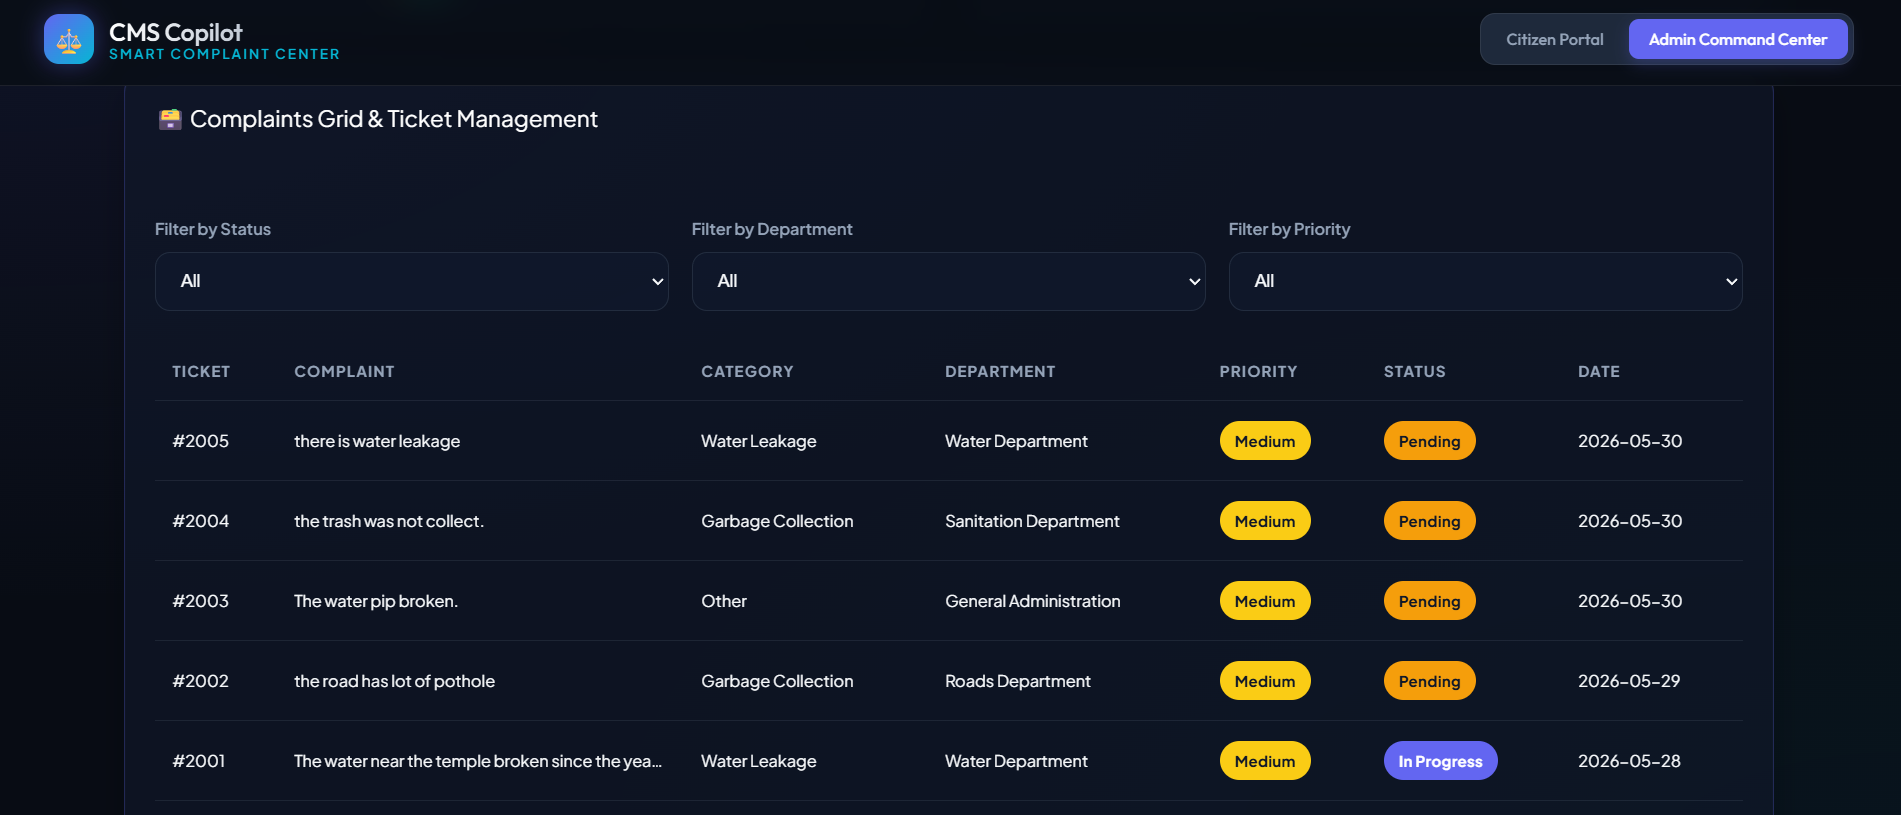 CMS Copilot
SMART COMPLAINT CENTER
Citizen Portal Admin Command Center
Complaints Grid & Ticket Management
Filter by Status Filter by Department Filter by Priority
All All All
TICKET COMPLAINT CATEGORY DEPARTMENT PRIORITY STATUS DATE
#2005 there is water leakage Water Leakage Water Department Medium Pending 2026-05-30
#2004 the trash was not collect. Garbage Collection Sanitation Department Medium Pending 2026-05-30
#2003 The water pip broken. Other General Administration Medium Pending 2026-05-30
#2002 the road has lot of pothole Garbage Collection Roads Department Medium Pending 2026-05-29
#2001 The water near the temple broken since the yea... Water Leakage Water Department Medium In Progress 2026-05-28